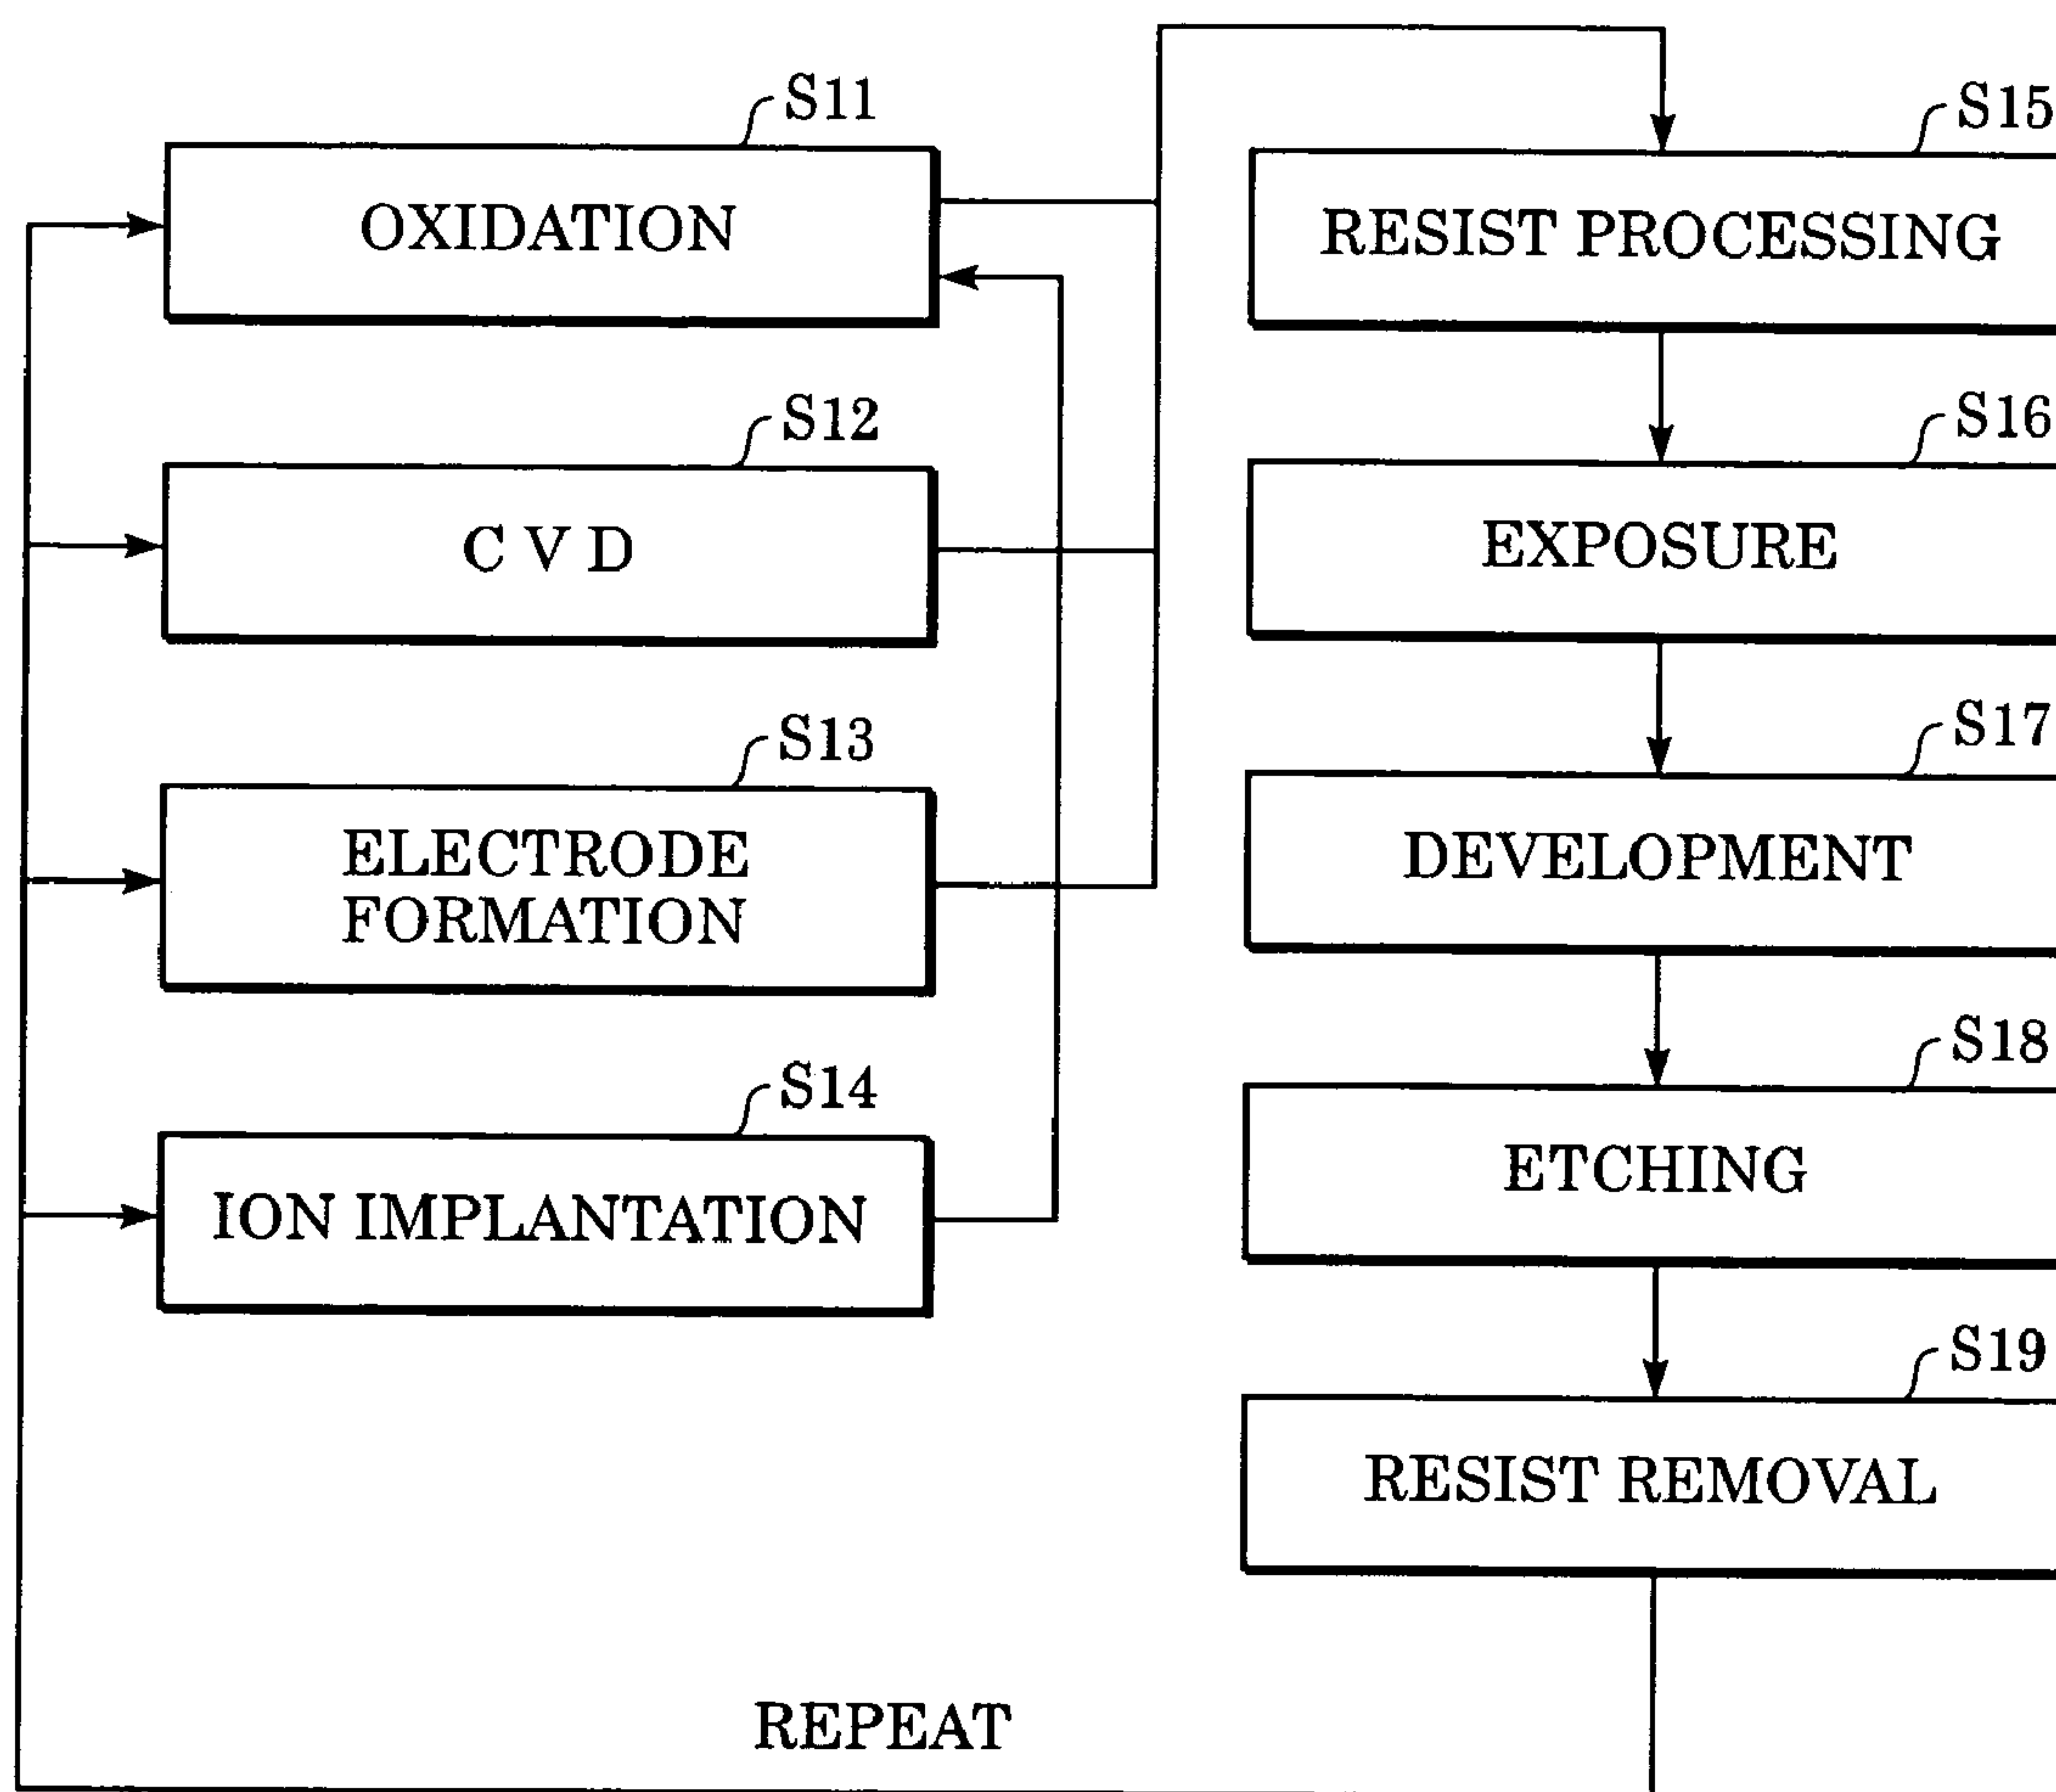 S11
OXIDATION
S12
C V D
S13
ELECTRODE
FORMATION
S14
ION IMPLANTATION
S15
RESIST PROCESSING
S16
EXPOSURE
S17
DEVELOPMENT
S18
ETCHING
S19
RESIST REMOVAL
REPEAT